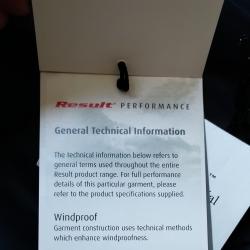 Result PERFORMANCE
General Technical Information
The technical information below refers to
general terms used throughout the entire
Result product range. For full performance
details of this particular garment, please
refer to the product specifications supplied.
Windproof
Garment construction uses technical methods
which enhance windproofness.